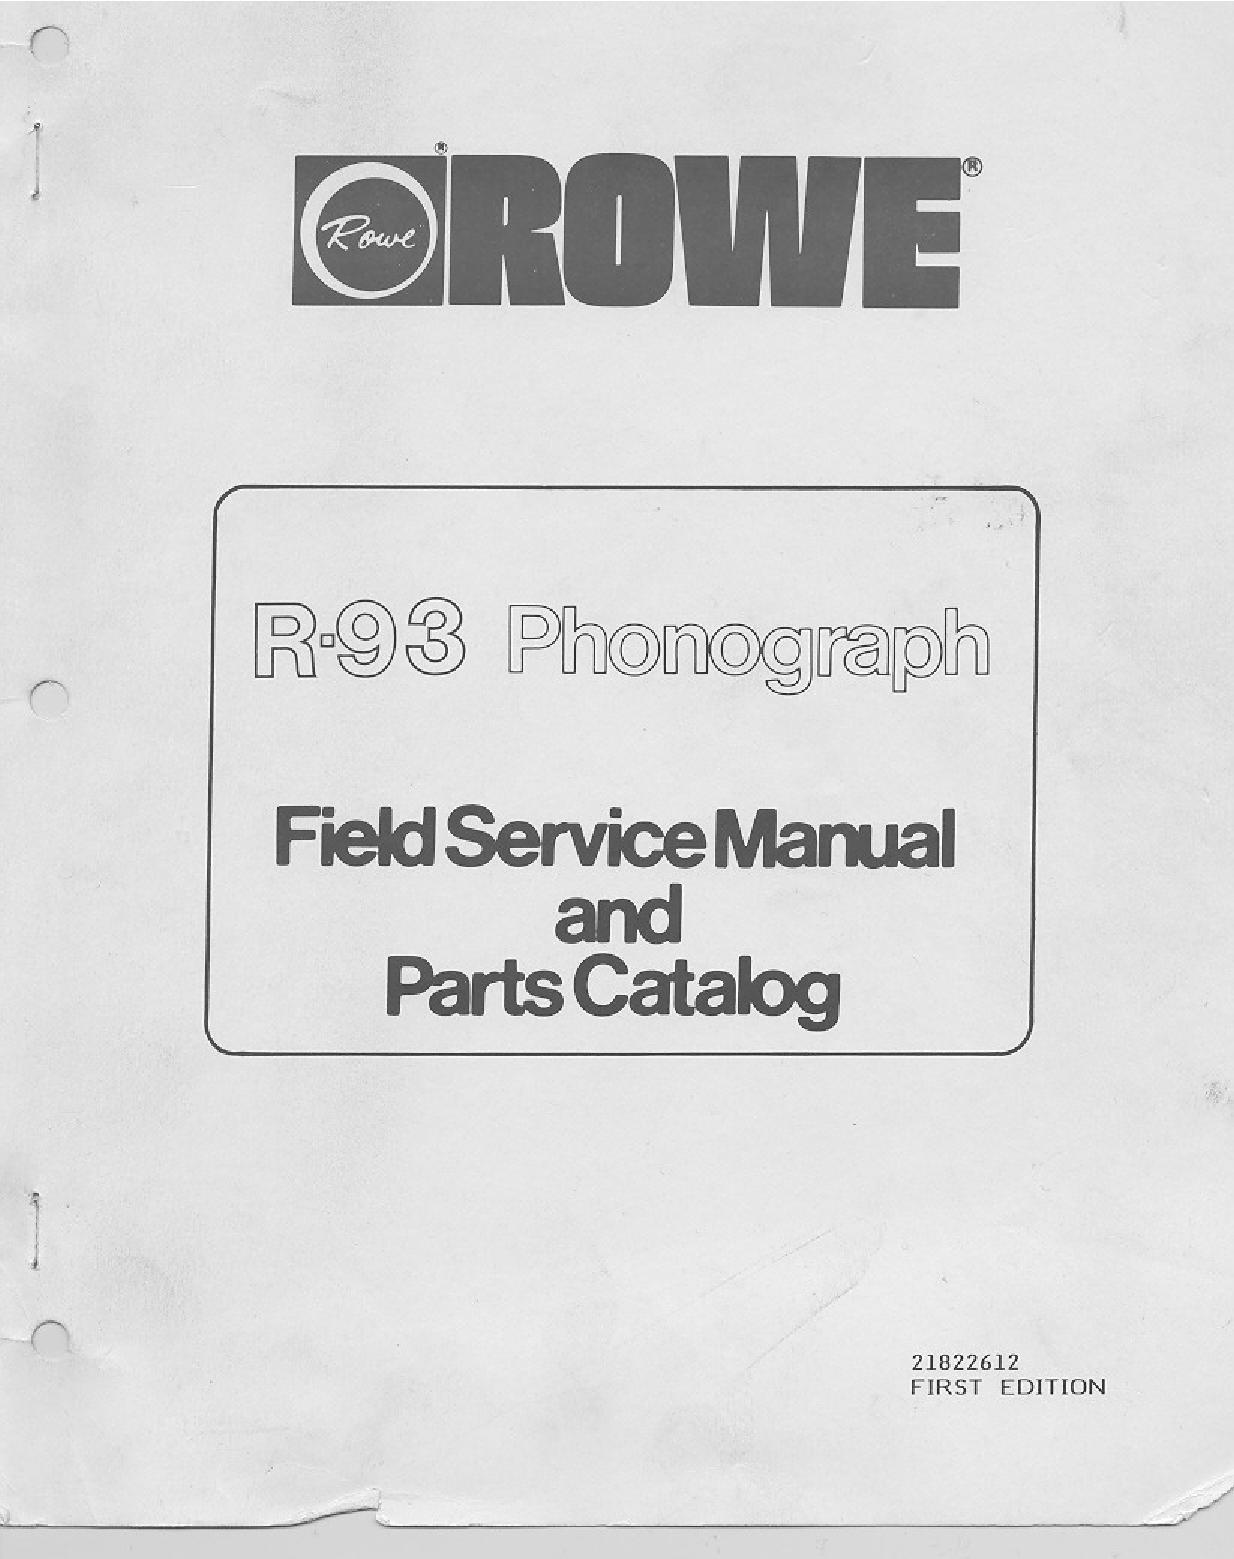 Rowe® ROWE®
R-93 Phonograph
Field Service Manual
and
Parts Catalog
21822612
FIRST EDITION